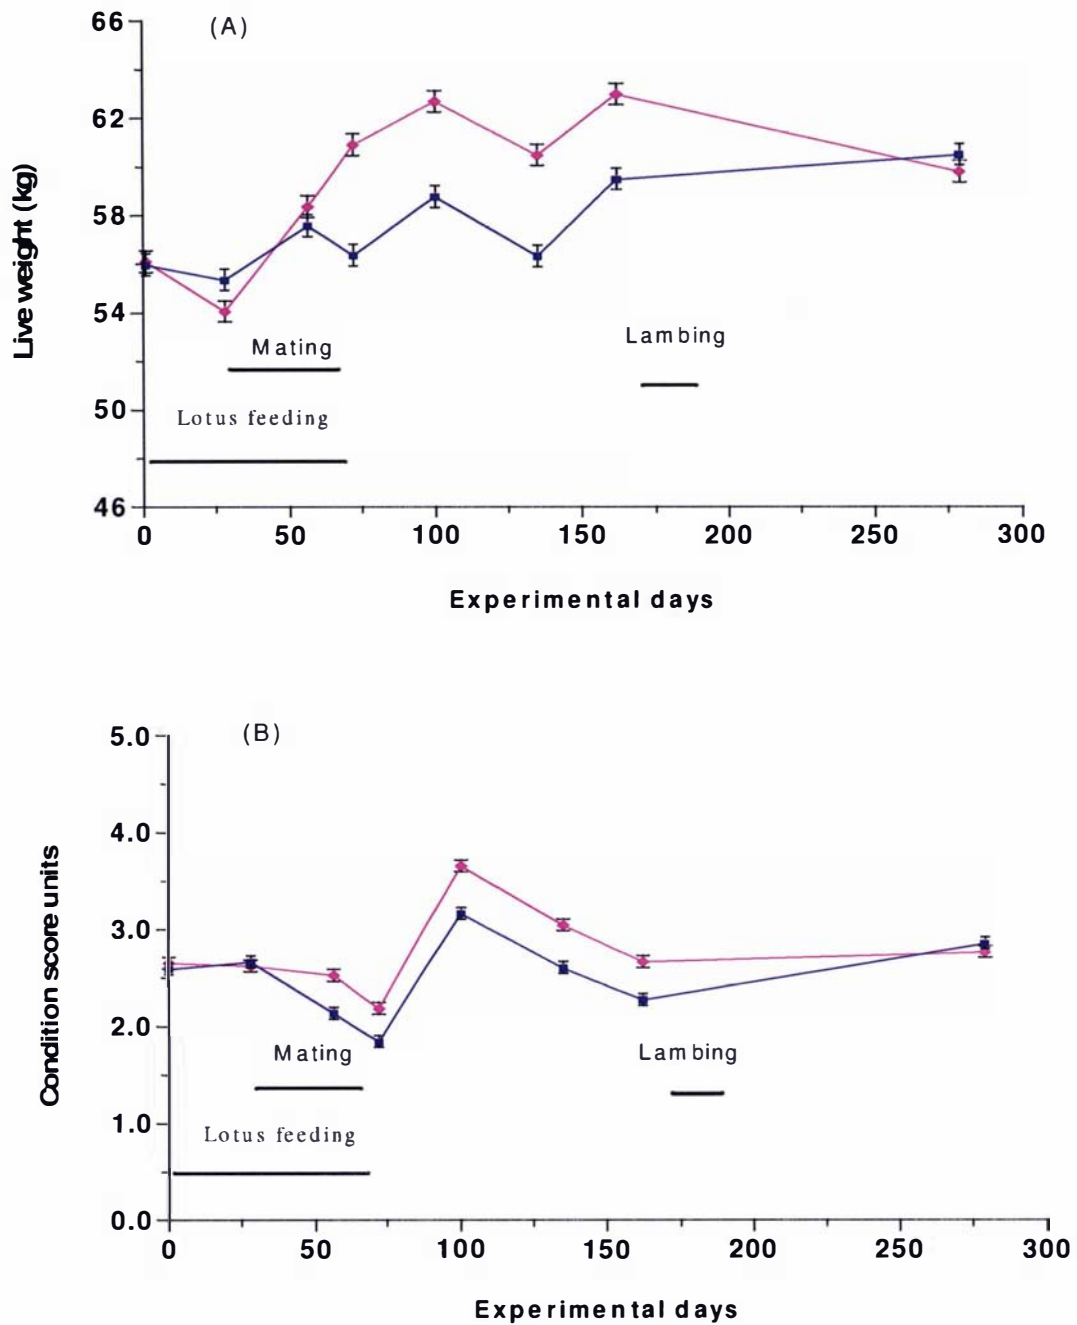 (A)
66
62
58
54
50
46
Live weight (kg)
Mating
Lambing
Lotus feeding
0 50 100 150 200 250 300
Experimental days
(B)
5.0
4.0
3.0
2.0
1.0
0.0
Condition score units
Mating
Lambing
Lotus feeding
0 50 100 150 200 250 300
Experimental days